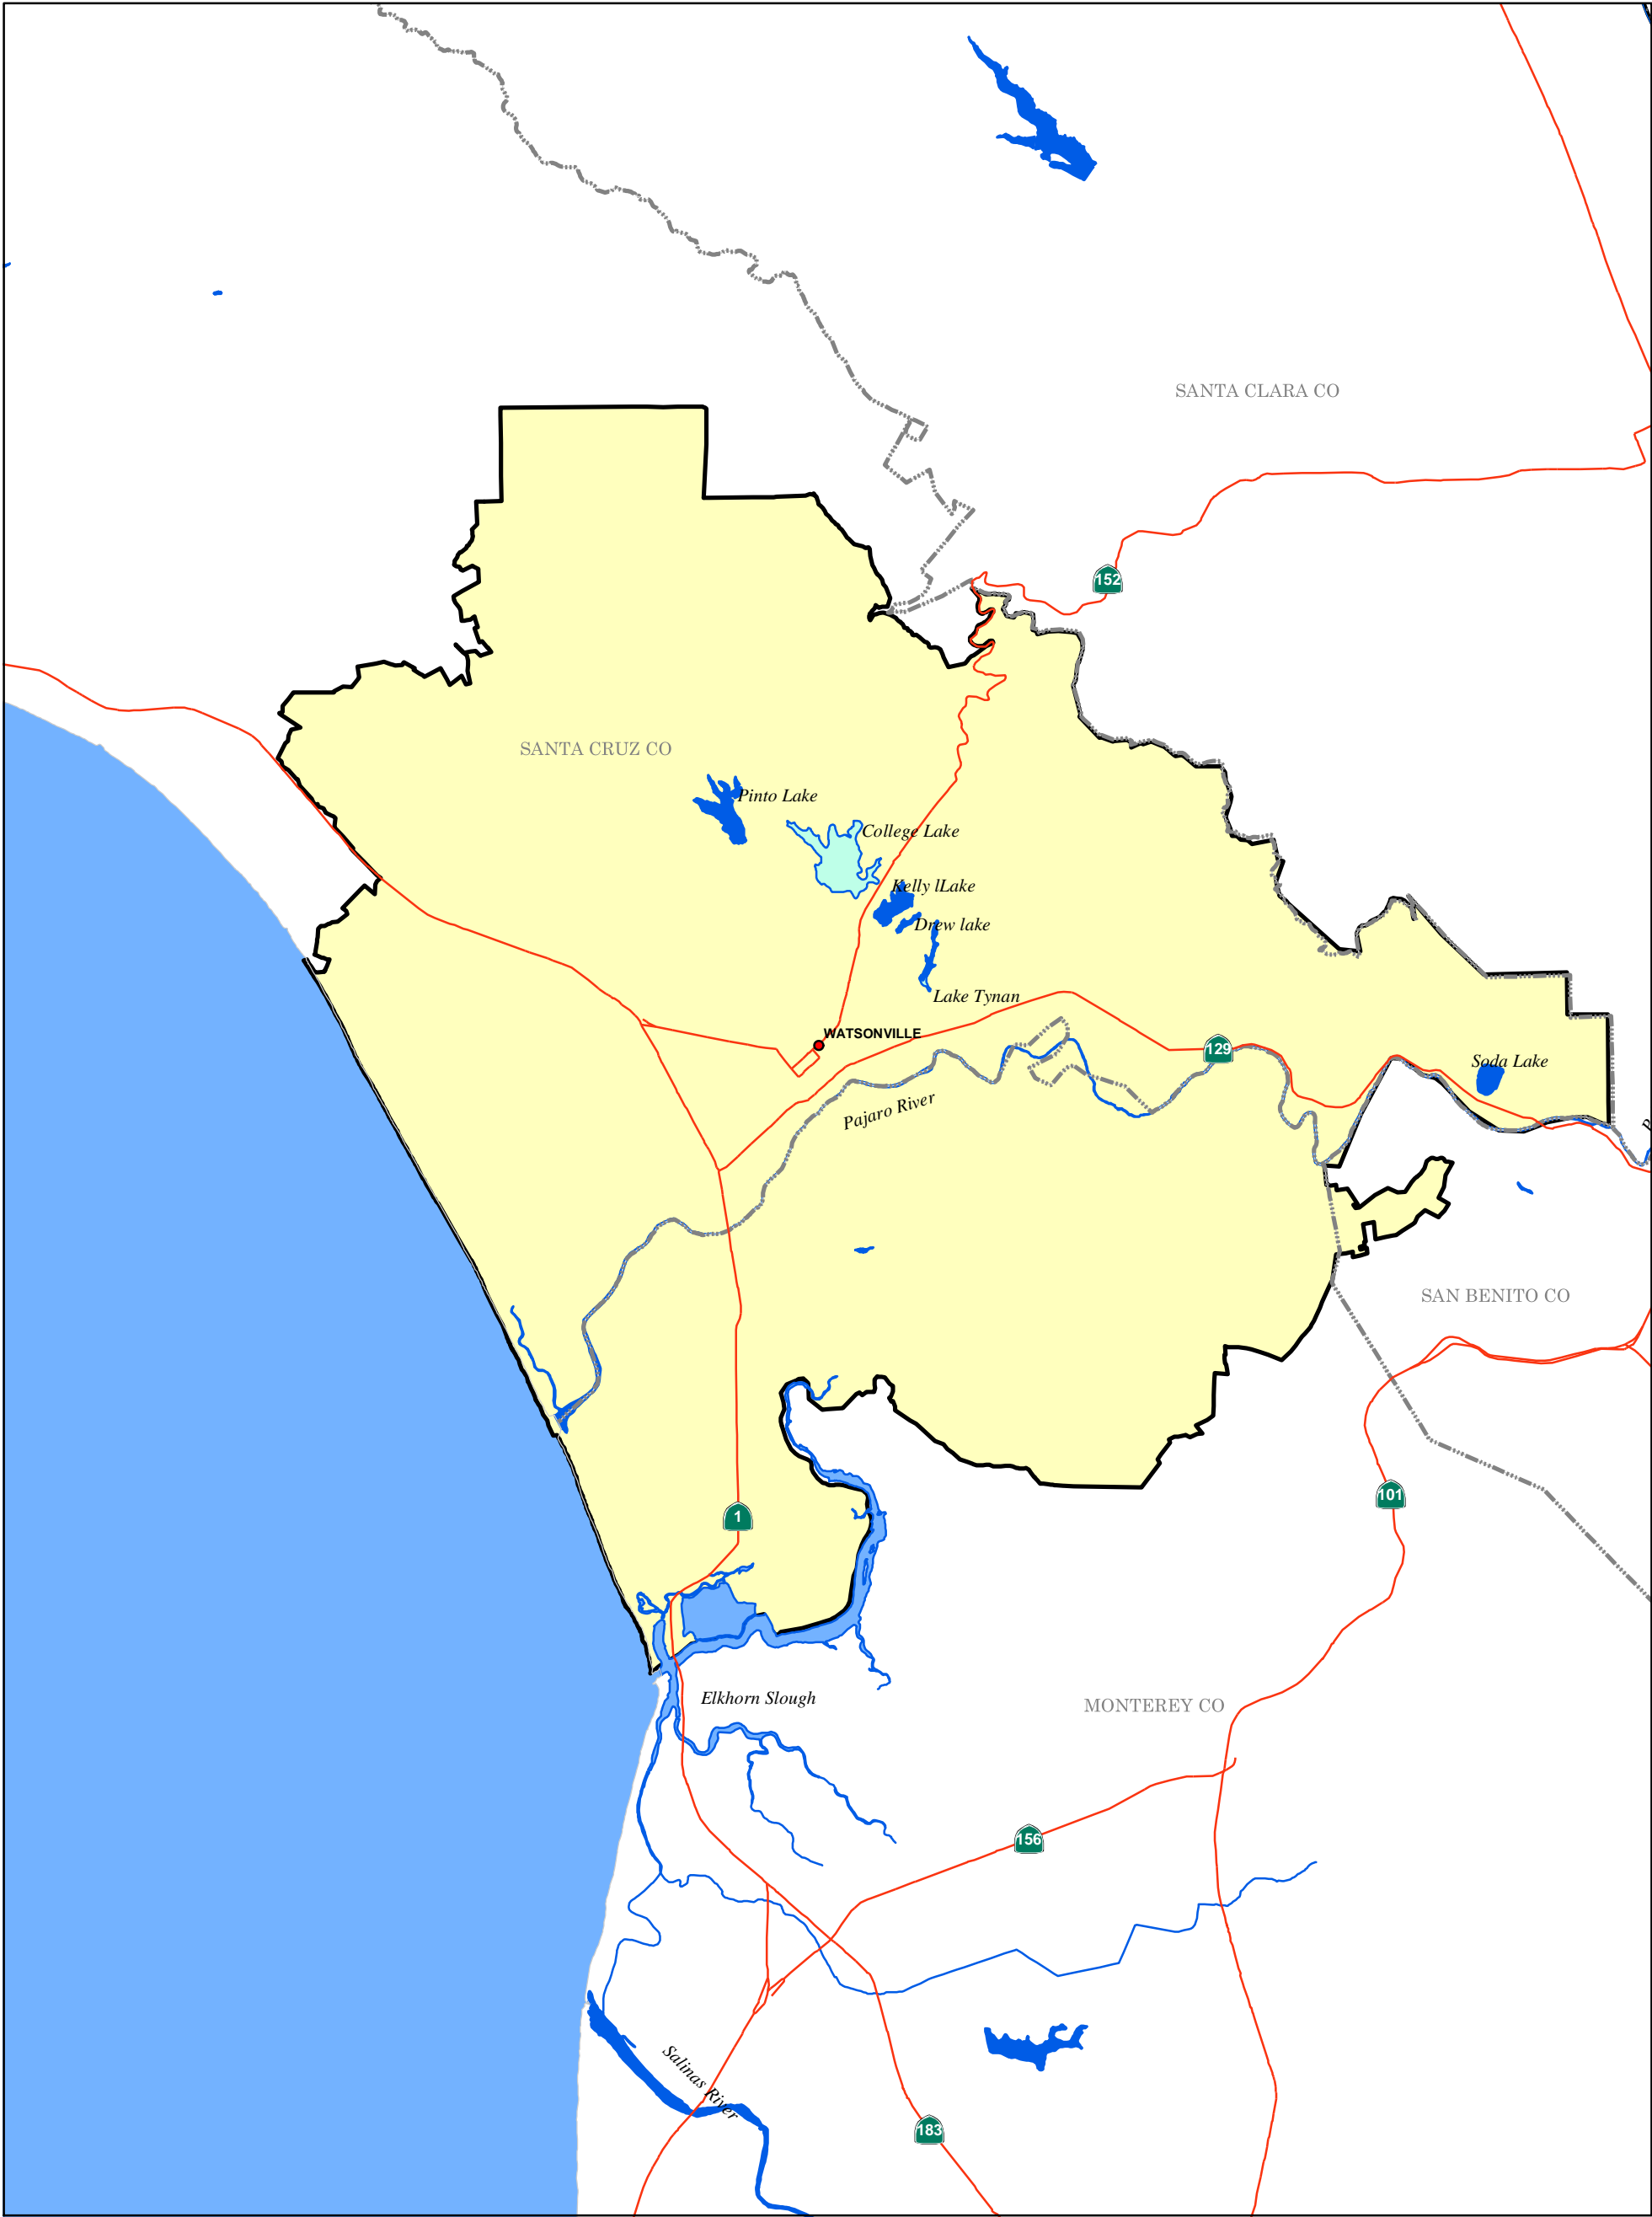 SANTA CLARA CO
152
SANTA CRUZ CO
Pinto Lake
College Lake
Kelly lLake
Drew lake
Lake Tynan
WATSONVILLE
129
Soda Lake
Pajaro River
SAN BENITO CO
101
1
Elkhorn Slough
MONTEREY CO
156
Salinas River
183